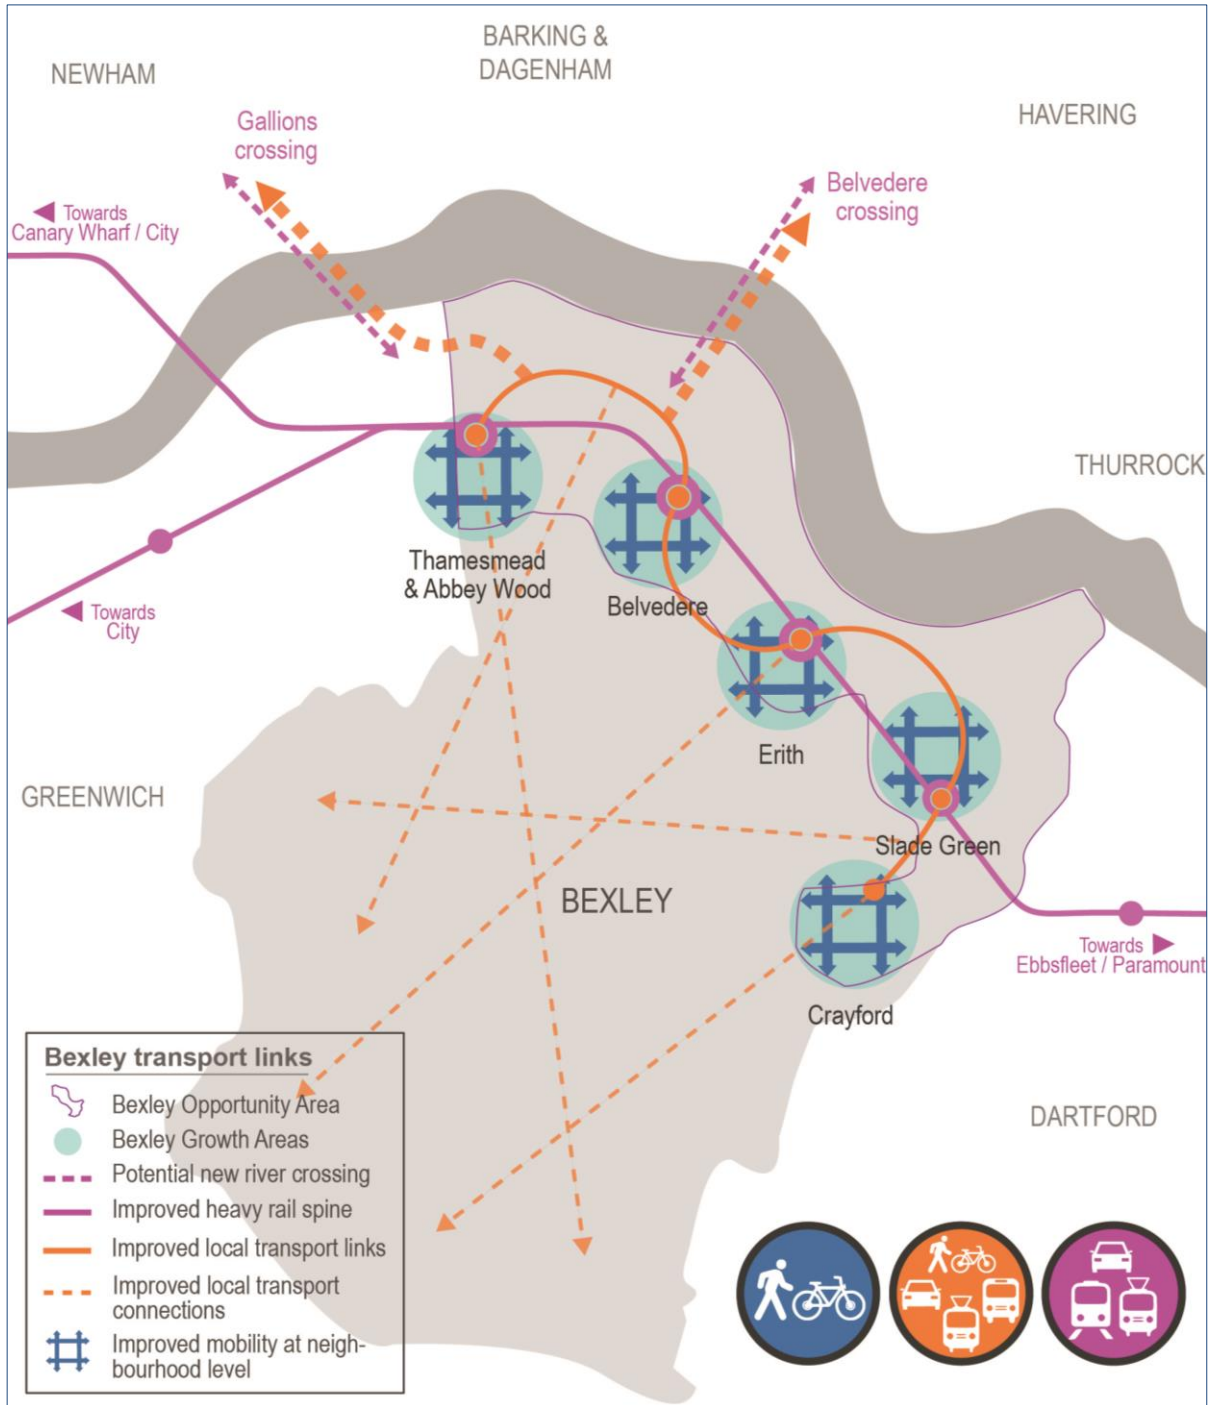 BARKING &
DAGENHAM
NEWHAM
HAVERING
Gallions
crossing
Belvedere
crossing
Towards
Canary Wharf / City
THURROCK
Thamesmead
& Abbey Wood
Belvedere
Towards
City
Erith
GREENWICH
Slade Green
BEXLEY
Towards
Ebbsfleet / Paramount
Crayford
DARTFORD
Bexley transport links
Bexley Opportunity Area
Bexley Growth Areas
Potential new river crossing
Improved heavy rail spine
Improved local transport links
Improved local transport
connections
Improved mobility at neigh-
bourhood level